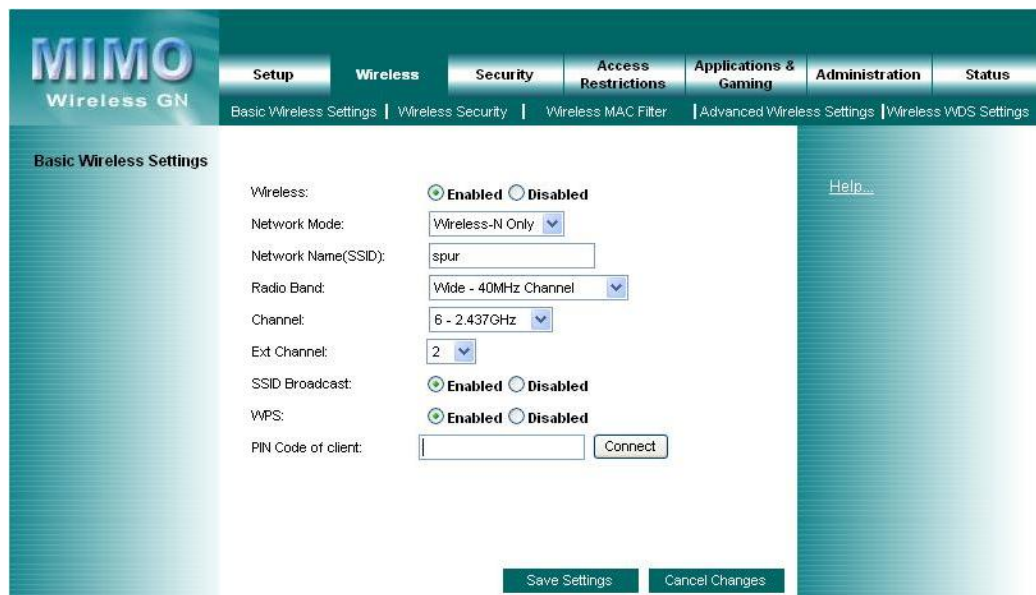 MIMO
Wireless GN
Setup
Wireless
Security
Access Restrictions
Applications & Gaming
Administration
Status
Basic Wireless Settings | Wireless Security | Wireless MAC Filter | Advanced Wireless Settings | Wireless WDS Settings
Basic Wireless Settings
Help...
Wireless: Enabled Disabled
Network Mode: Wireless-N Only
Network Name(SSID): spur
Radio Band: Wide - 40MHz Channel
Channel: 6 - 2.437GHz
Ext Channel: 2
SSID Broadcast: Enabled Disabled
WPS: Enabled Disabled
PIN Code of client: Connect
Save Settings Cancel Changes